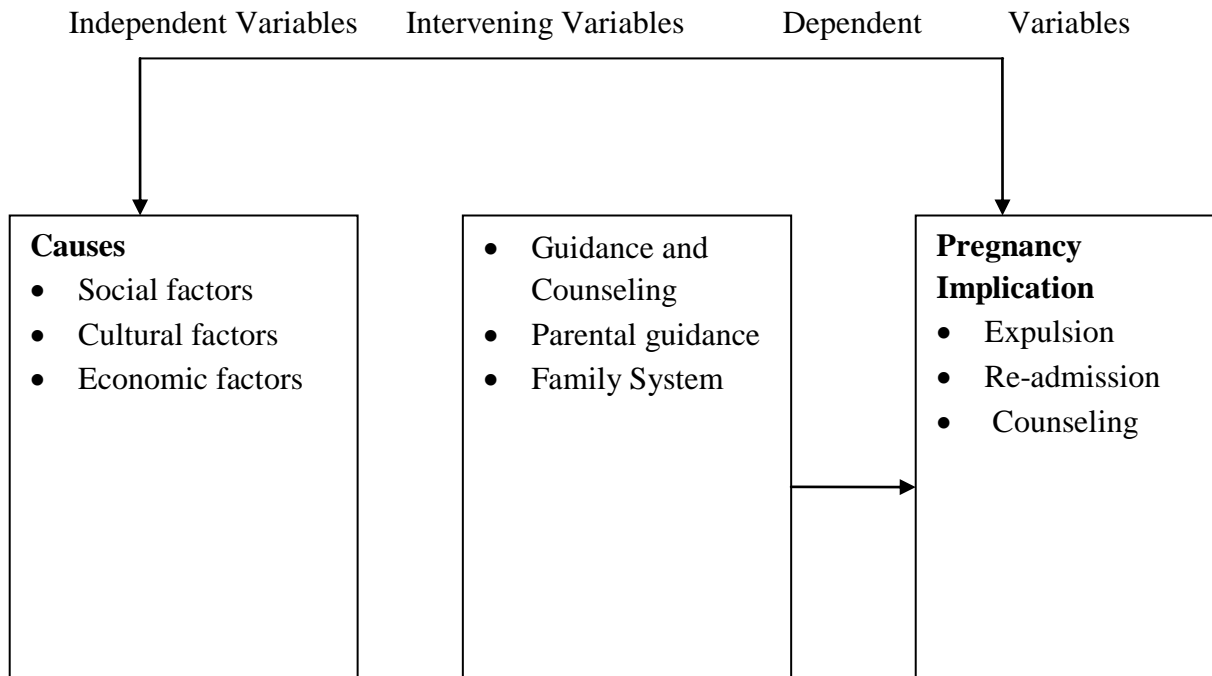 Independent Variables Intervening Variables Dependent Variables
Causes
• Social factors
• Cultural factors
• Economic factors
• Guidance and
Counseling
• Parental guidance
• Family System
Pregnancy
Implication
• Expulsion
• Re-admission
• Counseling